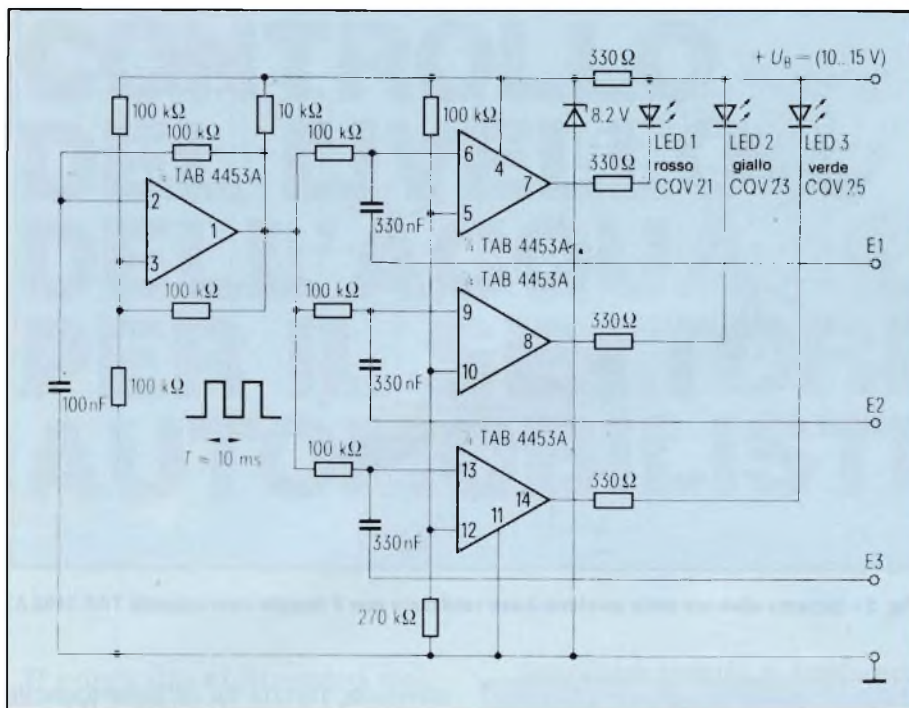 330 Ω
+ U_B = (10..15 V)
100 kΩ
10 kΩ
100 kΩ
8.2 V
100 kΩ
100 kΩ
LED 1
rosso
CQV 21
LED 2
giallo
CQV 23
LED 3
verde
CQV 25
6
4
7
330 Ω
5
¼ TAB 4453A
2
1
3
330 nF
¼ TAB 4453A
E1
¼ TAB 4453A
100 kΩ
100 kΩ
9
8
330 Ω
10
330 nF
100 kΩ
100 nF
E2
¼ TAB 4453A
T = 10 ms
100 kΩ
13
14
330 Ω
11
12
330 nF
E3
270 kΩ